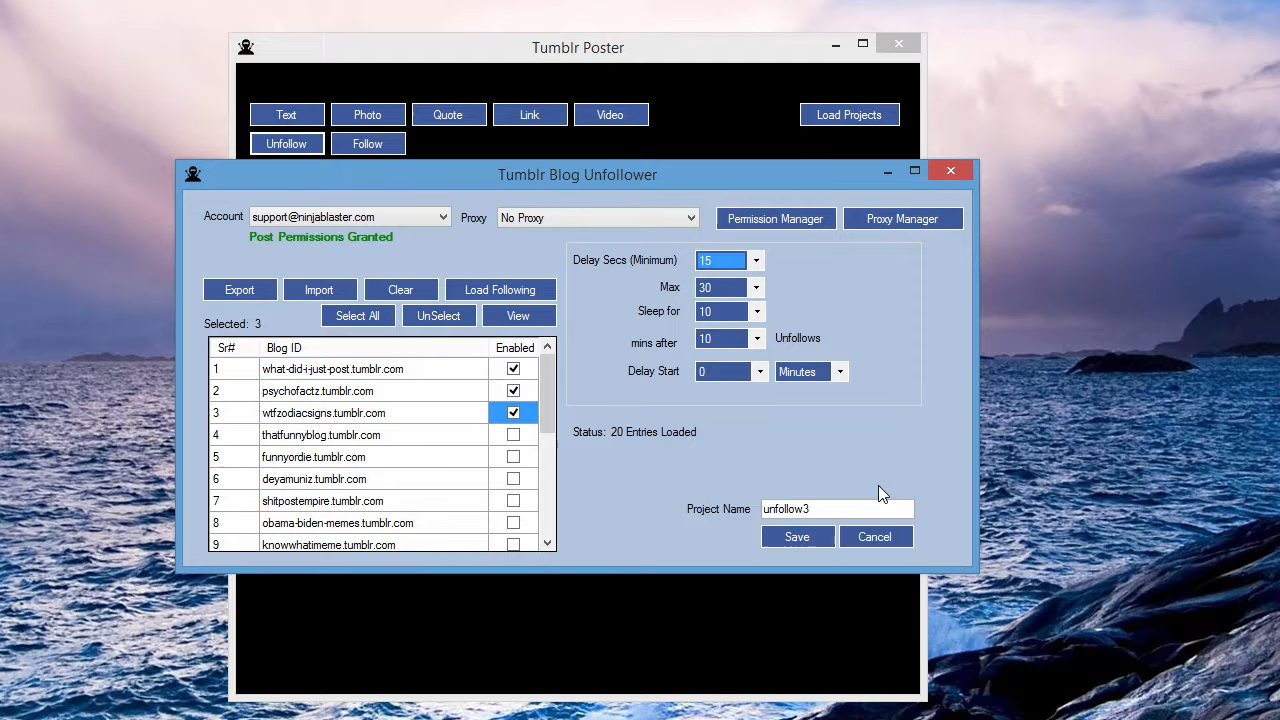 Tumblr Poster
Text Photo Quote Link Video Load Projects
Unfollow Follow
Tumblr Blog Unfollower
Account support@ninjablaster.com Proxy No Proxy Permission Manager Proxy Manager
Post Permissions Granted
Delay Secs (Minimum) 15
Export Import Clear Load Following Max 30
Select All UnSelect View Sleep for 10
Selected: 3
mins after 10 Unfollows
Sr# Blog ID Enabled
1 what-did-i-just-post.tumblr.com
Delay Start 0 Minutes
2 psychofactz.tumblr.com
3 wtfzodiacsigns.tumblr.com
4 thatfunnyblog.tumblr.com
Status: 20 Entries Loaded
5 funnyordie.tumblr.com
6 deyamuniz.tumblr.com
7 shitpostempire.tumblr.com
Project Name unfollow3
8 obama-biden-memes.tumblr.com
Save Cancel
9 knowwhatimeme.tumblr.com